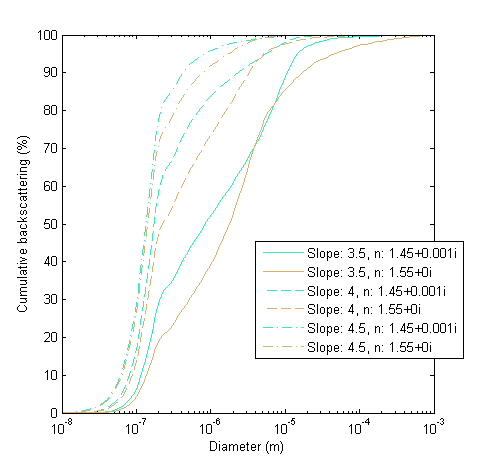 100
90
80
70
60
50
40
30
20
10
0
Cumulative backscattering (%)
Slope: 3.5, n: 1.45+0.001i
Slope: 3.5, n: 1.55+0i
Slope: 4, n: 1.45+0.001i
Slope: 4, n: 1.55+0i
Slope: 4.5, n: 1.45+0.001i
Slope: 4.5, n: 1.55+0i
10^-8 10^-7 10^-6 10^-5 10^-4 10^-3
Diameter (m)